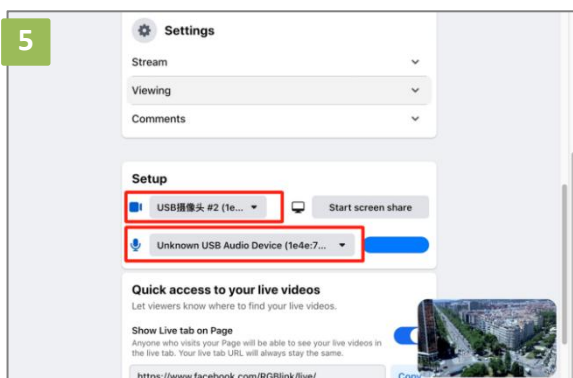 5
Settings
Stream
Viewing
Comments
Setup
USB摄像头 #2 (1e... Start screen share
Unknown USB Audio Device (1e4e:7...
Quick access to your live videos
Let viewers know where to find your live videos.
Show Live tab on Page
Anyone who visits your Page will be able to see your live videos in
the live tab. Your live tab URL will always stay the same.
https://www.facebook.com/RGBlink/live/ Copy